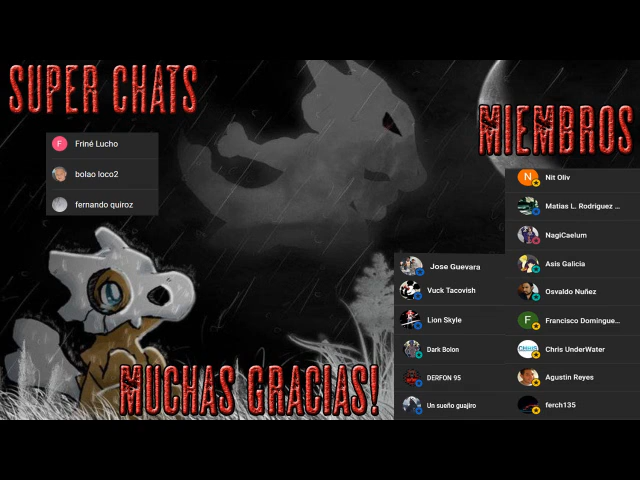 SUPER CHATS
F Friné Lucho
bolao loco2
fernando quiroz
MUCHAS GRACIAS!
MIEMBROS
Jose Guevara
Vuck Tacovish
Lion Skyle
Dark Bolon
DERFON 95
Un sueño guajiro
N Nit Oliv
Matias L. Rodriguez ...
NagiCaelum
Asis Galicia
Osvaldo Nuñez
F Francisco Domingue...
Chris UnderWater
Agustin Reyes
ferch135